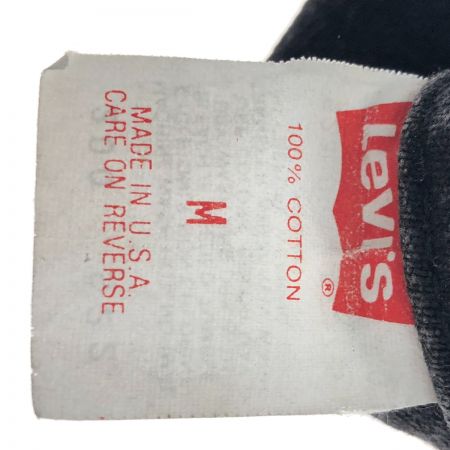 Levi's
®
100% COTTON
M
MADE IN U.S.A.
CARE ON REVERSE